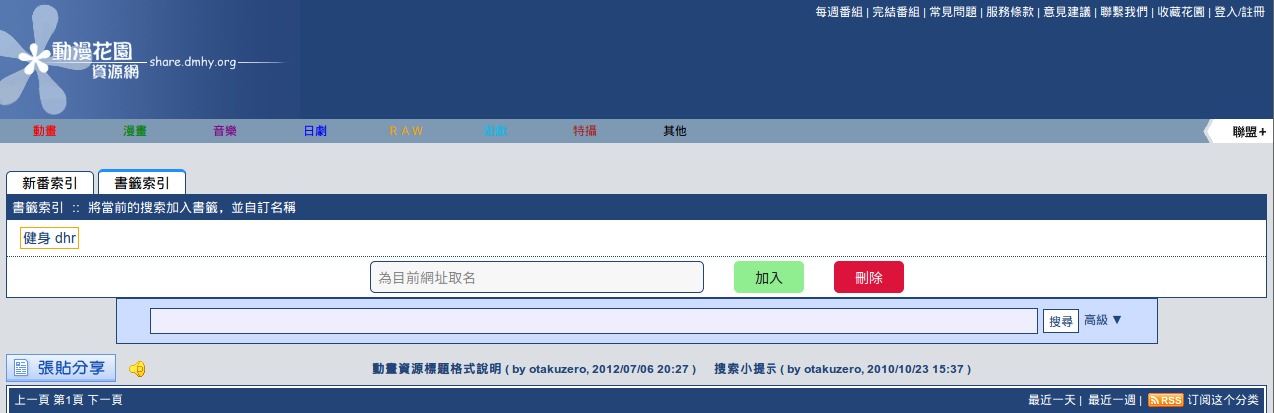 每週番組 | 完結番組 | 常見問題 | 服務條款 | 意見建議 | 聯繫我們 | 收藏花園 | 登入/註冊
動漫花園
資源網
share.dmhy.org
動畫 漫畫 音樂 日劇 ＲＡＷ 遊戲 特攝 其他 聯盟+
新番索引 書籤索引
書籤索引 :: 將當前的搜索加入書籤，並自訂名稱
健身 dhr
為目前網址取名 加入 刪除
搜尋 高級 ▼
張貼分享 動畫資源標題格式說明 ( by otakuzero, 2012/07/06 20:27 ) 搜索小提示 ( by otakuzero, 2010/10/23 15:37 )
上一頁 第1頁 下一頁 最近一天 | 最近一週 | RSS 订阅这个分类